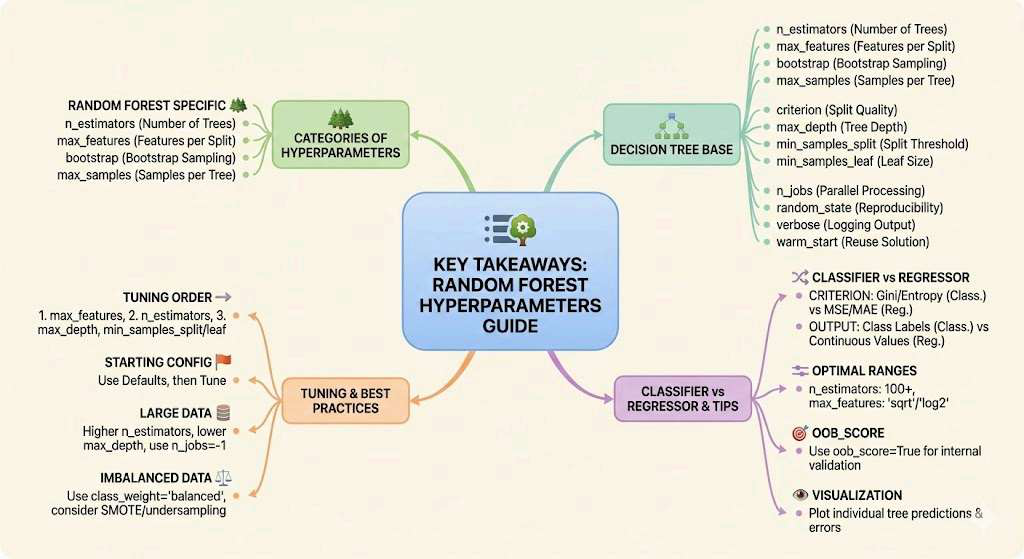 KEY TAKEAWAYS:
RANDOM FOREST
HYPERPARAMETERS
GUIDE
CATEGORIES OF
HYPERPARAMETERS
RANDOM FOREST SPECIFIC
n_estimators (Number of Trees)
max_features (Features per Split)
bootstrap (Bootstrap Sampling)
max_samples (Samples per Tree)
DECISION TREE BASE
n_estimators (Number of Trees)
max_features (Features per Split)
bootstrap (Bootstrap Sampling)
max_samples (Samples per Tree)
criterion (Split Quality)
max_depth (Tree Depth)
min_samples_split (Split Threshold)
min_samples_leaf (Leaf Size)
n_jobs (Parallel Processing)
random_state (Reproducibility)
verbose (Logging Output)
warm_start (Reuse Solution)
TUNING & BEST
PRACTICES
TUNING ORDER
1. max_features, 2. n_estimators, 3.
max_depth, min_samples_split/leaf
STARTING CONFIG
Use Defaults, then Tune
LARGE DATA
Higher n_estimators, lower
max_depth, use n_jobs=-1
IMBALANCED DATA
Use class_weight='balanced',
consider SMOTE/undersampling
CLASSIFIER vs
REGRESSOR & TIPS
CLASSIFIER vs REGRESSOR
CRITERION: Gini/Entropy (Class.)
vs MSE/MAE (Reg.)
OUTPUT: Class Labels (Class.) vs
Continuous Values (Reg.)
OPTIMAL RANGES
n_estimators: 100+,
max_features: 'sqrt'/'log2'
OOB_SCORE
Use oob_score=True for internal
validation
VISUALIZATION
Plot individual tree predictions &
errors